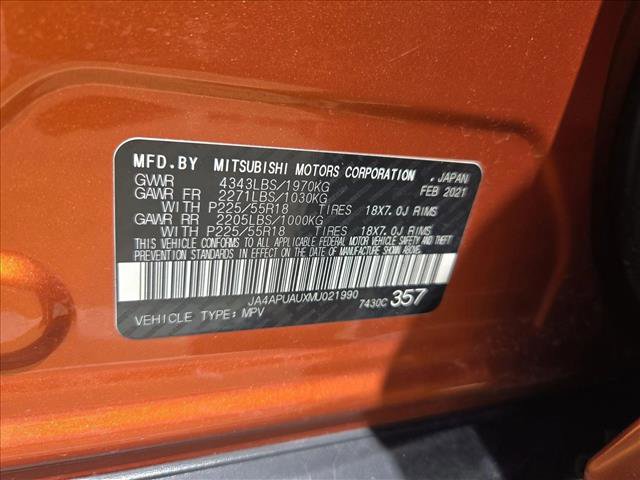 MFD.BY MITSUBISHI MOTORS CORPORATION . JAPAN
GVWR 4343LBS/1970KG FEB 2021
GAWR FR 2271LBS/1030KG
WITH P225/55R18 TIRES 18X7.0J RIMS
GAWR RR 2205LBS/1000KG
WITH P225/55R18 TIRES 18X7.0J RIMS
THIS VEHICLE CONFORMS TO ALL APPLICABLE FEDERAL MOTOR VEHICLE SAFETY AND THEFT
PREVENTION STANDARDS IN EFFECT ON THE DATE OF MANUFACTURE SHOWN ABOVE.
JA4APUAUXMU021990 7430C 357
VEHICLE TYPE: MPV